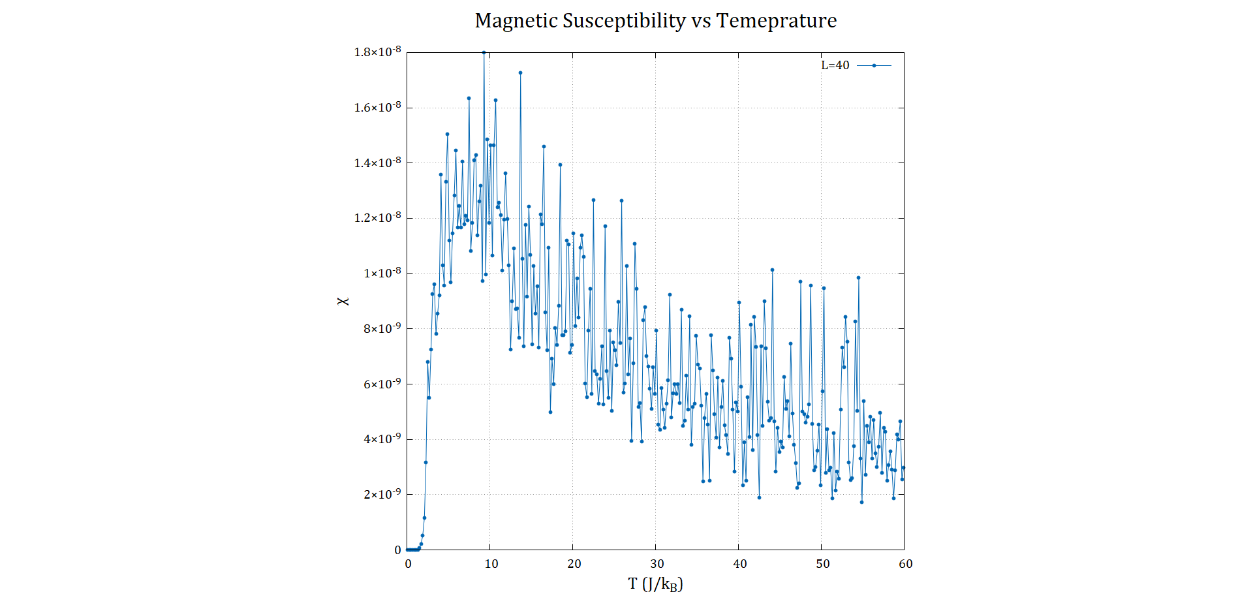 Magnetic Susceptibility vs Temeprature
1.8×10⁻⁸
L=40
1.6×10⁻⁸
1.4×10⁻⁸
1.2×10⁻⁸
1×10⁻⁸
χ
8×10⁻⁹
6×10⁻⁹
4×10⁻⁹
2×10⁻⁹
0
0 10 20 30 40 50 60
T (J/k_B)